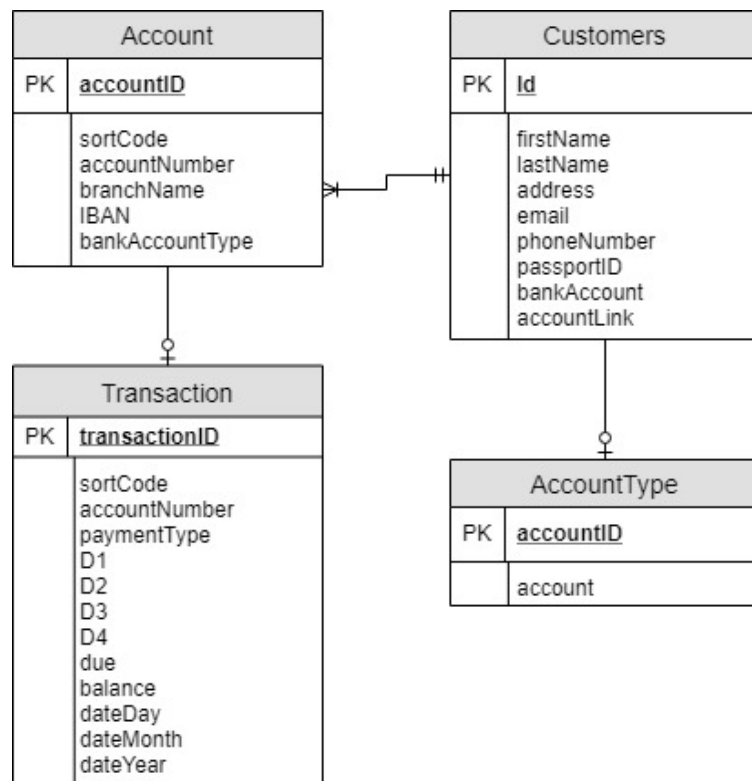 Account
PK accountID
sortCode
accountNumber
branchName
IBAN
bankAccountType
Customers
PK Id
firstName
lastName
address
email
phoneNumber
passportID
bankAccount
accountLink
Transaction
PK transactionID
sortCode
accountNumber
paymentType
D1
D2
D3
D4
due
balance
dateDay
dateMonth
dateYear
AccountType
PK accountID
account